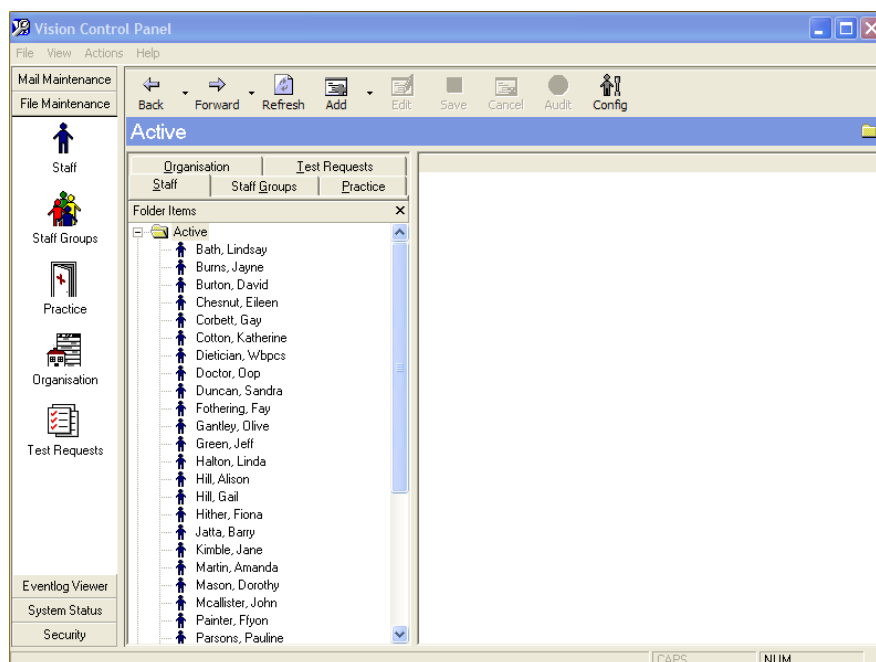 Vision Control Panel
File View Actions Help
Mail Maintenance
File Maintenance
Staff
Staff Groups
Practice
Organisation
Test Requests
Eventlog Viewer
System Status
Security
Back Forward Refresh Add Edit Save Cancel Audit Config
Active
Organisation Test Requests
Staff Staff Groups Practice
Folder Items
Active
Bath, Lindsay
Burns, Jayne
Burton, David
Chesnut, Eileen
Corbett, Gay
Cotton, Katherine
Dietician, Wbpcs
Doctor, Oop
Duncan, Sandra
Fothering, Fay
Gantley, Olive
Green, Jeff
Halton, Linda
Hill, Alison
Hill, Gail
Hither, Fiona
Jatta, Barry
Kimble, Jane
Martin, Amanda
Mason, Dorothy
Mcallister, John
Painter, Ffyon
Parsons, Pauline
CAPS NUM